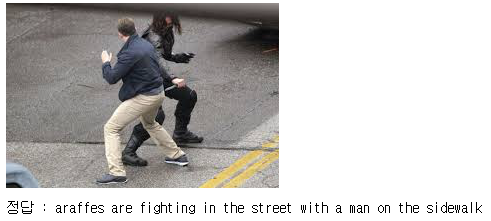 정답 : araffes are fighting in the street with a man on the sidewalk